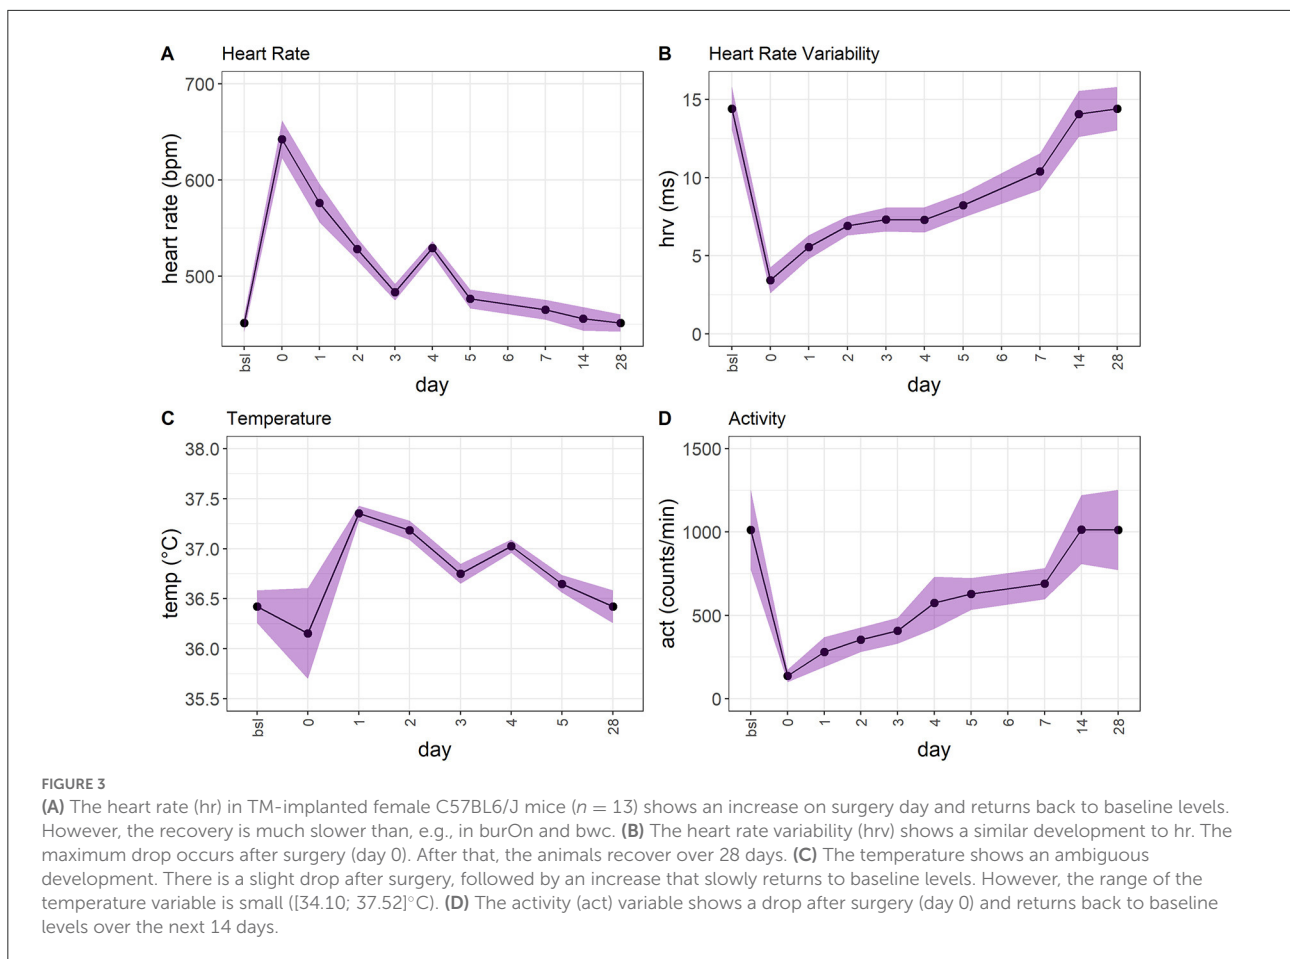 A Heart Rate
700
600
500
heart rate (bpm)
bsl 0 1 2 3 4 5 6 7 14 28
day
B Heart Rate Variability
15
10
5
0
hrv (ms)
bsl 0 1 2 3 4 5 6 7 14 28
day
C Temperature
38.0
37.5
37.0
36.5
36.0
35.5
temp (°C)
bsl 0 1 2 3 4 5 28
day
D Activity
1500
1000
500
0
act (counts/min)
bsl 0 1 2 3 4 5 6 7 14 28
day
FIGURE 3
(A) The heart rate (hr) in TM-implanted female C57BL6/J mice (n = 13) shows an increase on surgery day and returns back to baseline levels.
However, the recovery is much slower than, e.g., in burOn and bwc. (B) The heart rate variability (hrv) shows a similar development to hr. The
maximum drop occurs after surgery (day 0). After that, the animals recover over 28 days. (C) The temperature shows an ambiguous
development. There is a slight drop after surgery, followed by an increase that slowly returns to baseline levels. However, the range of the
temperature variable is small ([34.10; 37.52]°C). (D) The activity (act) variable shows a drop after surgery (day 0) and returns back to baseline
levels over the next 14 days.